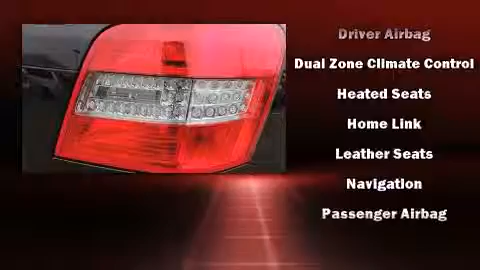 Driver Airbag
Dual Zone Climate Control
Heated Seats
Home Link
Leather Seats
Navigation
Passenger Airbag